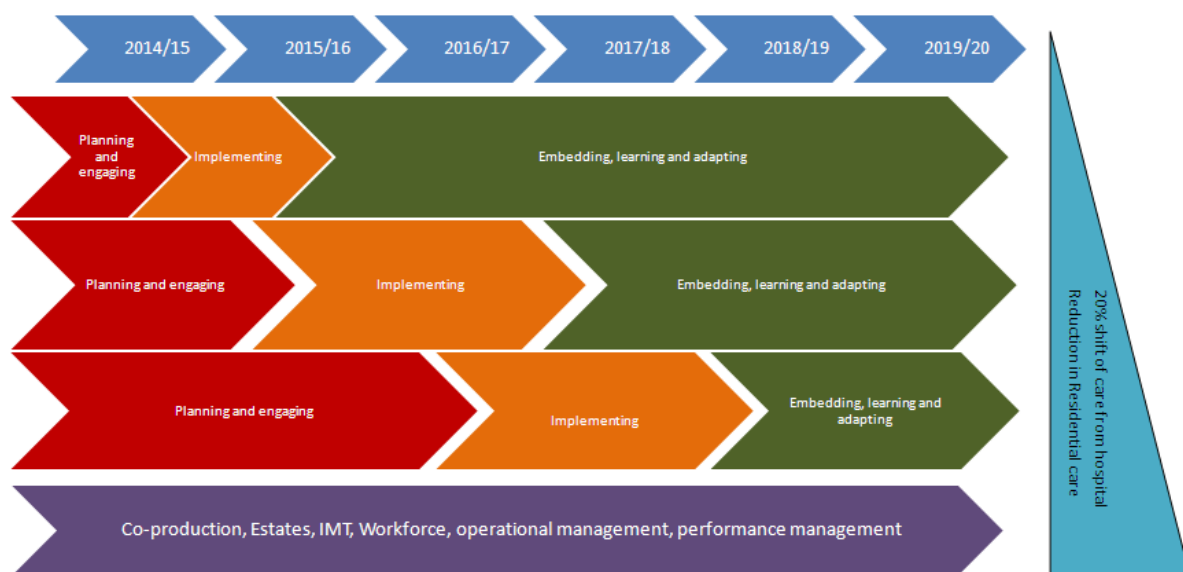 2014/15
2015/16
2016/17
2017/18
2018/19
2019/20
Planning
and
engaging
Implementing
Embedding, learning and adapting
Planning and engaging
Implementing
Embedding, learning and adapting
Planning and engaging
Implementing
Embedding, learning and
adapting
Co-production, Estates, IMT, Workforce, operational management, performance management
20% shift of care from hospital
Reduction in Residential care